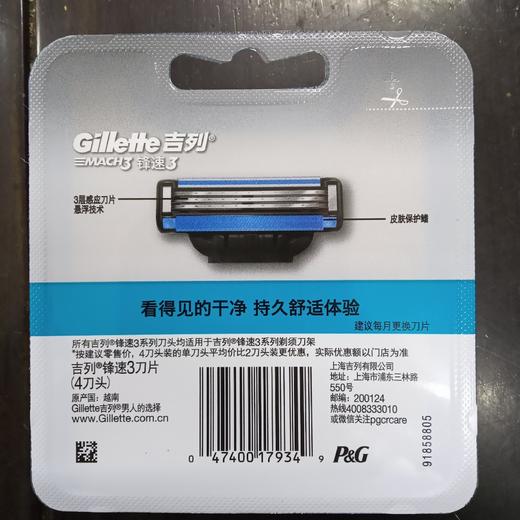 Gillette 吉列®
MACH3 锋速3
3层感应刀片
悬浮技术
皮肤保护鳍
看得见的干净 持久舒适体验
建议每月更换刀片
所有吉列®锋速3系列刀头均适用于吉列®锋速3系列剃须刀架
*按建议零售价，4刀头装的单刀头平均价比2刀头装更优惠，实际优惠额以门店为准
吉列®锋速3刀片
(4刀头)
原产国：越南
Gillette吉列®男人的选择
www.Gillette.com.cn
上海吉列有限公司
地址：上海市浦东三林路
550号
邮编：200124
热线4008333010
或微信关注pgcrcare
0 47400 17934 9
P&G
91858805